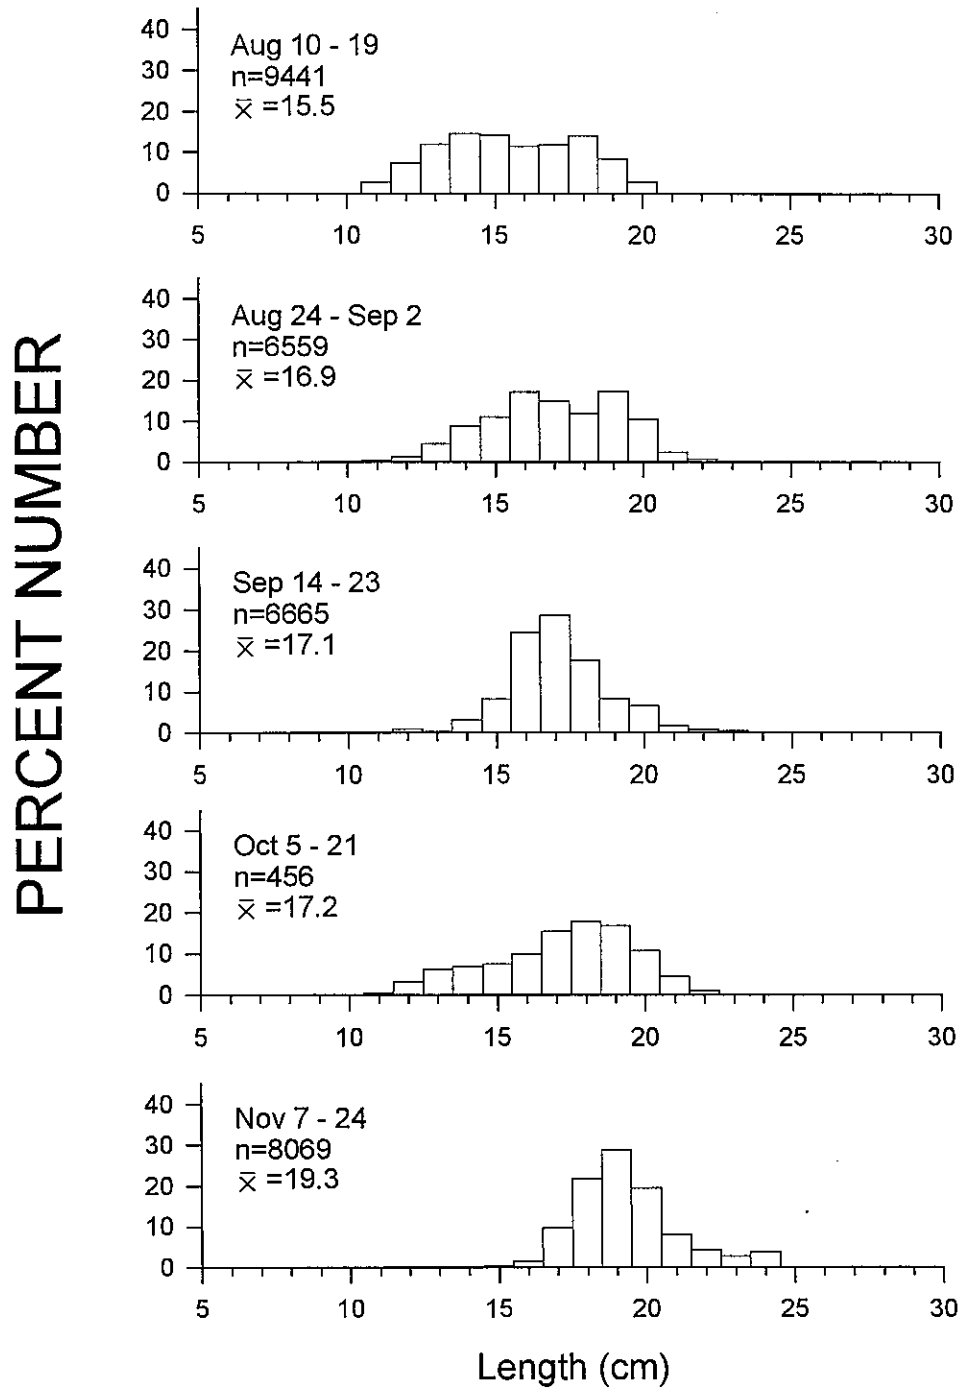 PERCENT NUMBER
40
30
20
10
0
Aug 10 - 19
n=9441
x̄ =15.5
5 10 15 20 25 30
40
30
20
10
0
Aug 24 - Sep 2
n=6559
x̄ =16.9
5 10 15 20 25 30
40
30
20
10
0
Sep 14 - 23
n=6665
x̄ =17.1
5 10 15 20 25 30
40
30
20
10
0
Oct 5 - 21
n=456
x̄ =17.2
5 10 15 20 25 30
40
30
20
10
0
Nov 7 - 24
n=8069
x̄ =19.3
5 10 15 20 25 30
Length (cm)